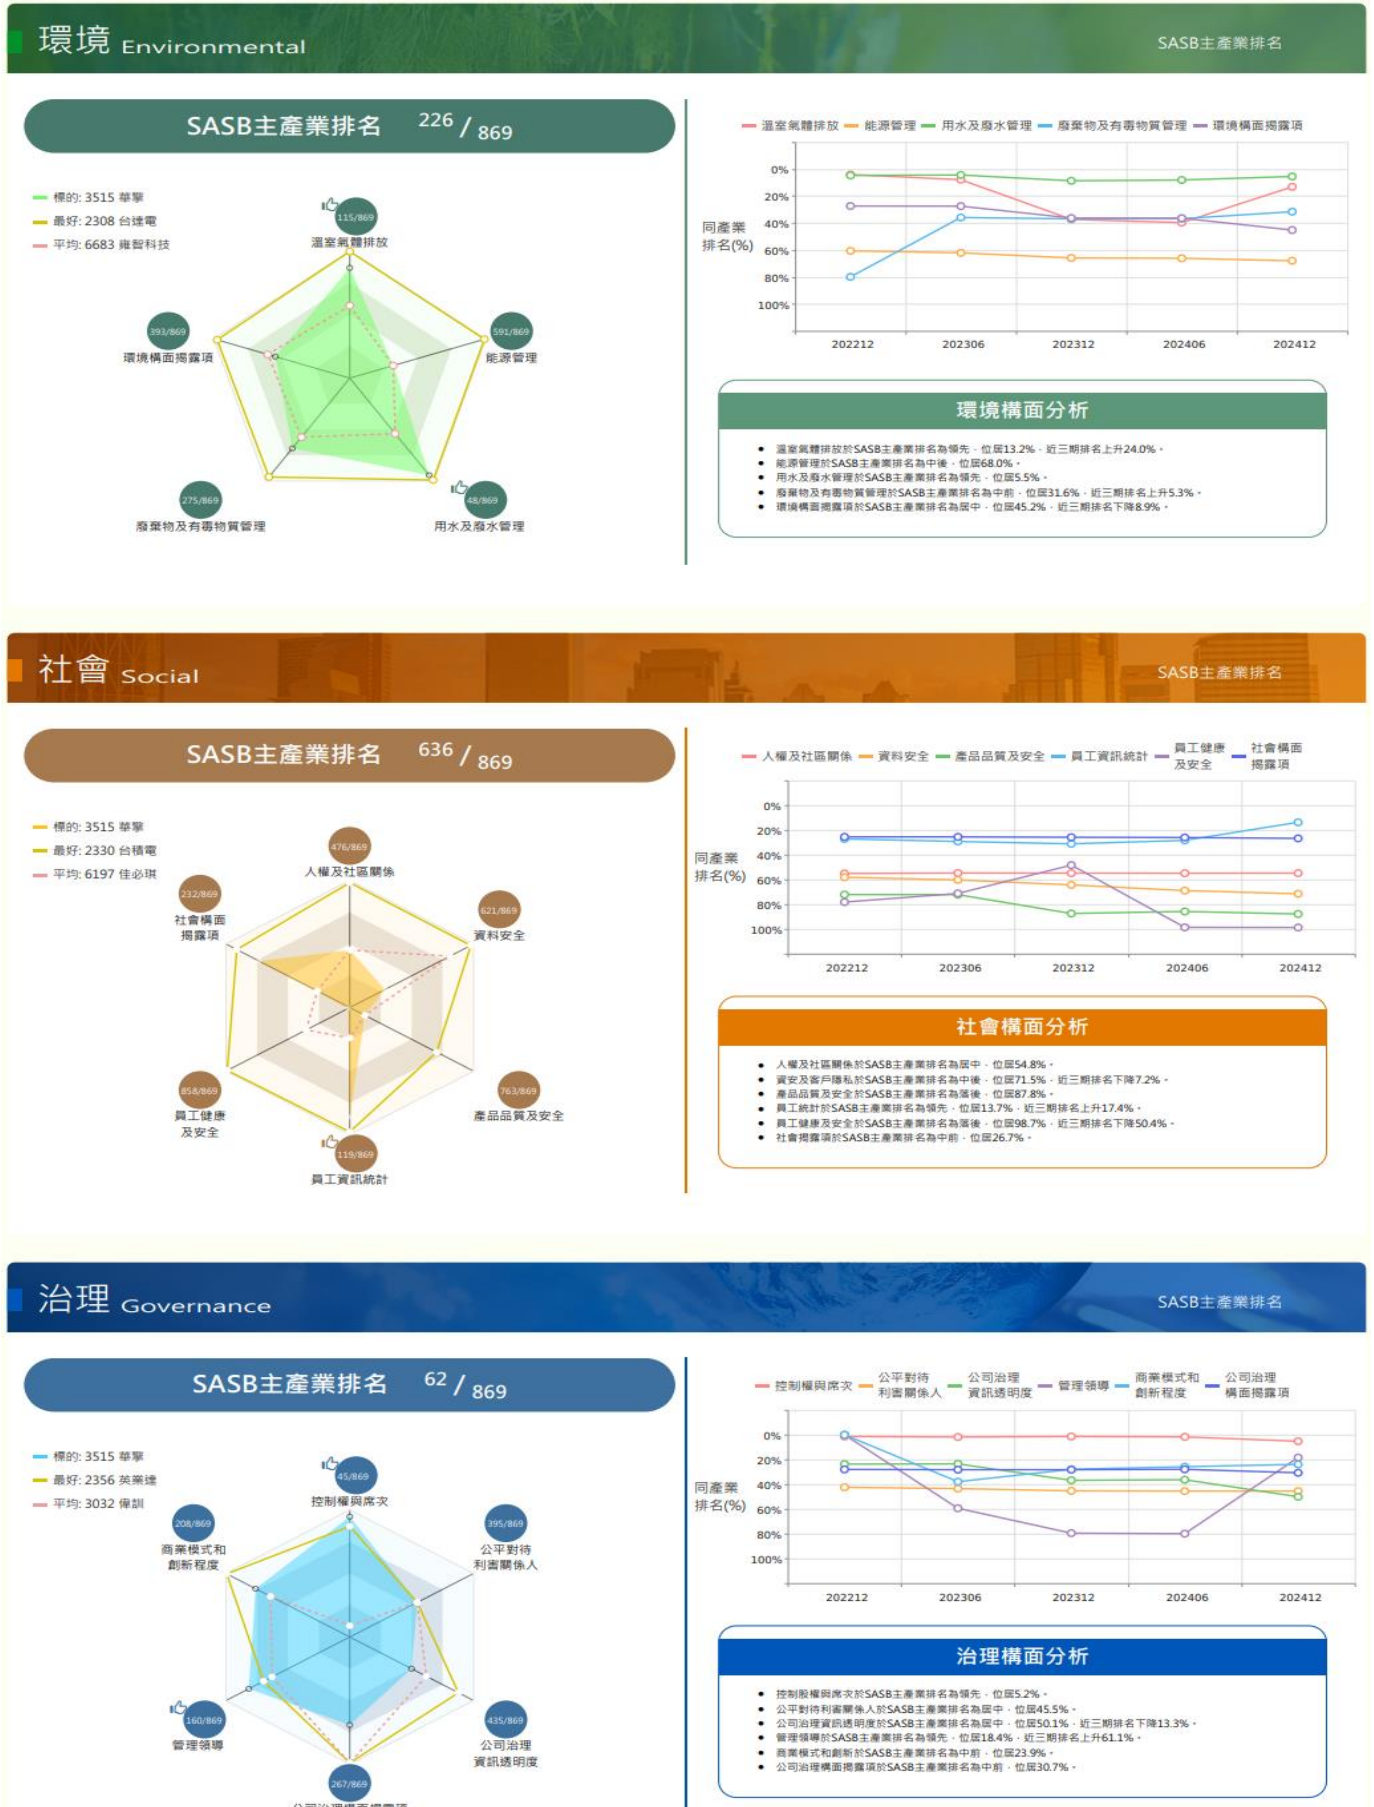 環境 Environmental
SASB主產業排名
SASB主產業排名 226 / 869
標的: 3515 華擎
最好: 2308 台達電
平均: 6683 雍智科技
115/869
溫室氣體排放
393/869
環境構面揭露項
591/869
能源管理
275/869
廢棄物及有毒物質管理
48/869
用水及廢水管理
溫室氣體排放 能源管理 用水及廢水管理 廢棄物及有毒物質管理 環境構面揭露項
同產業
排名(%)
0%
20%
40%
60%
80%
100%
202212 202306 202312 202406 202412
環境構面分析
溫室氣體排放於SASB主產業排名為領先，位居13.2%，近三期排名上升24.0%。
能源管理於SASB主產業排名為中後，位居68.0%。
用水及廢水管理於SASB主產業排名為領先，位居5.5%。
廢棄物及有毒物質管理於SASB主產業排名為中前，位居31.6%，近三期排名上升5.3%。
環境構面揭露項於SASB主產業排名為居中，位居45.2%，近三期排名下降8.9%。
社會 Social
SASB主產業排名
SASB主產業排名 636 / 869
標的: 3515 華擎
最好: 2330 台積電
平均: 6197 佳必琪
476/869
人權及社區關係
232/869
社會構面
揭露項
621/869
資料安全
858/869
員工健康
及安全
763/869
產品品質及安全
119/869
員工資訊統計
人權及社區關係 資料安全 產品品質及安全 員工資訊統計 員工健康及安全 社會構面揭露項
同產業
排名(%)
0%
20%
40%
60%
80%
100%
202212 202306 202312 202406 202412
社會構面分析
人權及社區關係於SASB主產業排名為居中，位居54.8%。
資安及客戶隱私於SASB主產業排名為中後，位居71.5%，近三期排名下降7.2%。
產品品質及安全於SASB主產業排名為落後，位居87.8%。
員工統計於SASB主產業排名為領先，位居13.7%，近三期排名上升17.4%。
員工健康及安全於SASB主產業排名為落後，位居98.7%，近三期排名下降50.4%。
社會揭露項於SASB主產業排名為中前，位居26.7%。
治理 Governance
SASB主產業排名
SASB主產業排名 62 / 869
標的: 3515 華擎
最好: 2356 英業達
平均: 3032 偉訓
45/869
控制權與席次
208/869
商業模式和
創新程度
395/869
公平對待
利害關係人
160/869
管理領導
435/869
公司治理
資訊透明度
267/869
公司治理構面揭露項
控制權與席次 公平對待利害關係人 公司治理資訊透明度 管理領導 商業模式和創新程度 公司治理構面揭露項
同產業
排名(%)
0%
20%
40%
60%
80%
100%
202212 202306 202312 202406 202412
治理構面分析
控制股權與席次於SASB主產業排名為領先，位居5.2%。
公平對待利害關係人於SASB主產業排名為居中，位居45.5%。
公司治理資訊透明度於SASB主產業排名為居中，位居50.1%，近三期排名下降13.3%。
管理領導於SASB主產業排名為領先，位居18.4%，近三期排名上升61.1%。
商業模式和創新於SASB主產業排名為中前，位居23.9%。
公司治理構面揭露項於SASB主產業排名為中前，位居30.7%。